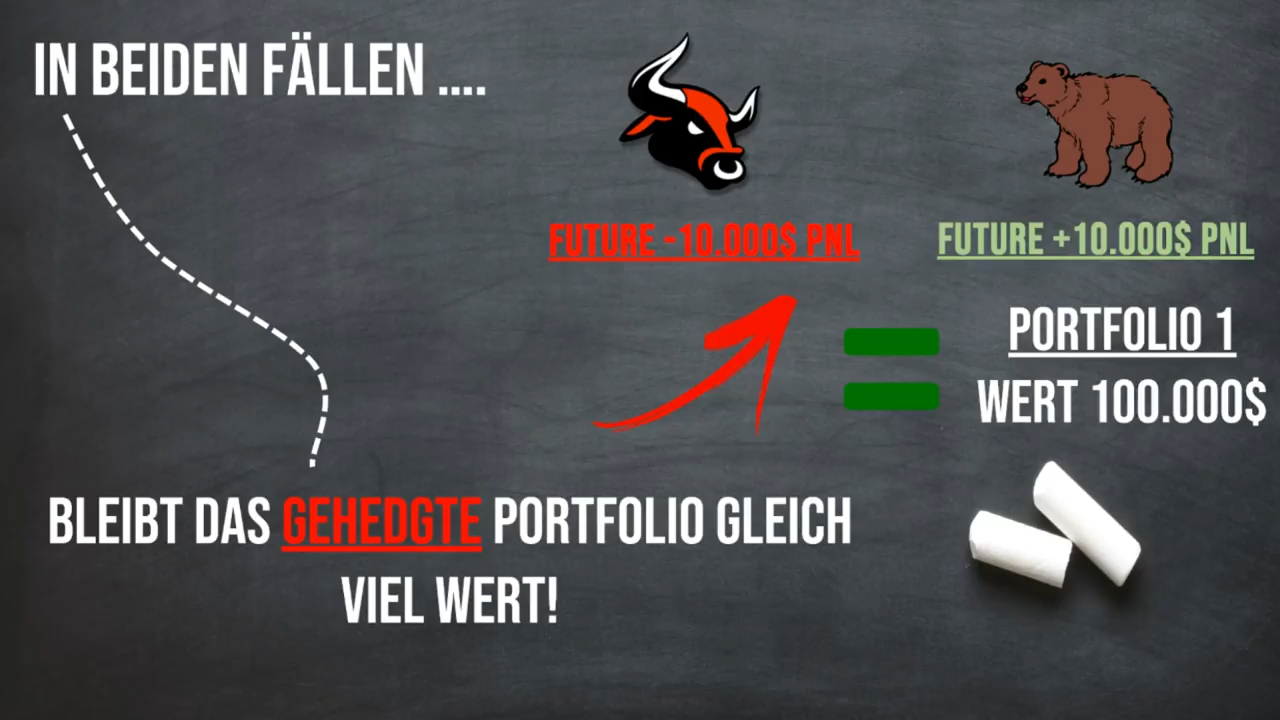 IN BEIDEN FÄLLEN ....
FUTURE -10.000$ PNL
FUTURE +10.000$ PNL
PORTFOLIO 1
WERT 100.000$
BLEIBT DAS GEHEDGTE PORTFOLIO GLEICH
VIEL WERT!